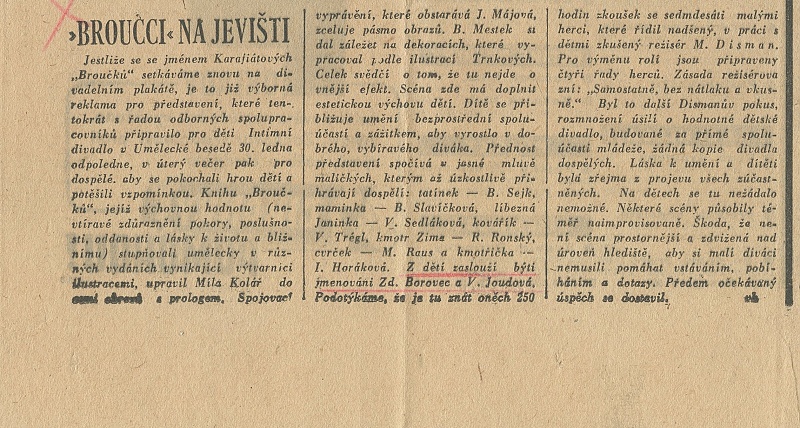 »BROUČCI« NA JEVIŠTI
Jestliže se se jménem Karafiátových
„Broučků" setkáváme znovu na di-
vadelním plakátě, je to již výborná
reklama pro představení, které ten-
tokrát s řadou odborných spolupra-
covníků připravilo pro děti Intimní
divadlo v Umělecké besedě 30. ledna
odpoledne, v úterý večer pak pro
dospělé. aby se pokochali hrou dětí a
potěšili vzpomínkou. Knihu „Brouč-
ků", jejíž výchovnou hodnotu (ne-
vtíravé zdůraznění pokory, poslušno-
sti, oddanosti a lásky k životu a bliž-
nímu) stupňovali umělecky v růz-
ných vydáních vynikající výtvarníci
ilustracemi, upravil Míla Kolář do
s prologem. Spojovací
vyprávění, které obstarává J. Májová,
zceluje pásmo obrazů. B. Mestek si
dal záležet na dekoracích, které vy-
pracoval podle ilustrací Trnkových.
Celek svědčí o tom, že tu nejde o
vnější efekt. Scéna zde má doplnit
estetickou výchovu dětí. Dítě se při-
bližuje umění bezprostřední spolu-
účastí a zážitkem, aby vyrostlo v do-
brého, vybíravého diváka. Přednost
představení spočívá v jasné mluvě
maličkých, kterým až úzkostlivě při-
hrávají dospělí: tatínek — B. Sejk,
maminka — B. Slavíčková, líbezná
Janinka — V. Sedláková, kovářík —
V. Trégl, kmotr Zima — R. Ronský,
cvrček — M. Raus a kmotřička —
I. Horáková. Z dětí zaslouží býti
jmenováni Zd. Borovec a V. Joudová.
Podotýkáme, že je tu znát oněch 250
hodin zkoušek se sedmdesáti malými
herci, které řídil nadšený, v práci s
dětmi zkušený režisér M. Disman.
Pro výměnu rolí jsou připraveny
čtyři řady herců. Zásada režisérova
zní: „Samostatně, bez nátlaku a vkus-
ně." Byl to další Dismanův pokus,
rozmnožení úsilí o hodnotné dětské
divadlo, budované za přímé spolu-
účasti mládeže, žádná kopie divadla
dospělých. Láska k umění a dítěti
byla zřejma z projevu všech zúčast-
něných. Na dětech se tu nežádalo
nemožné. Některé scény působily té-
měř naimprovisovaně. Škoda, že ne-
ní scéna prostornější a zdvižená nad
úroveň hlediště, aby si malí diváci
nemusili pomáhat vstáváním, pobí-
háním a dotazy. Předem očekávaný
úspěch se dostavil.